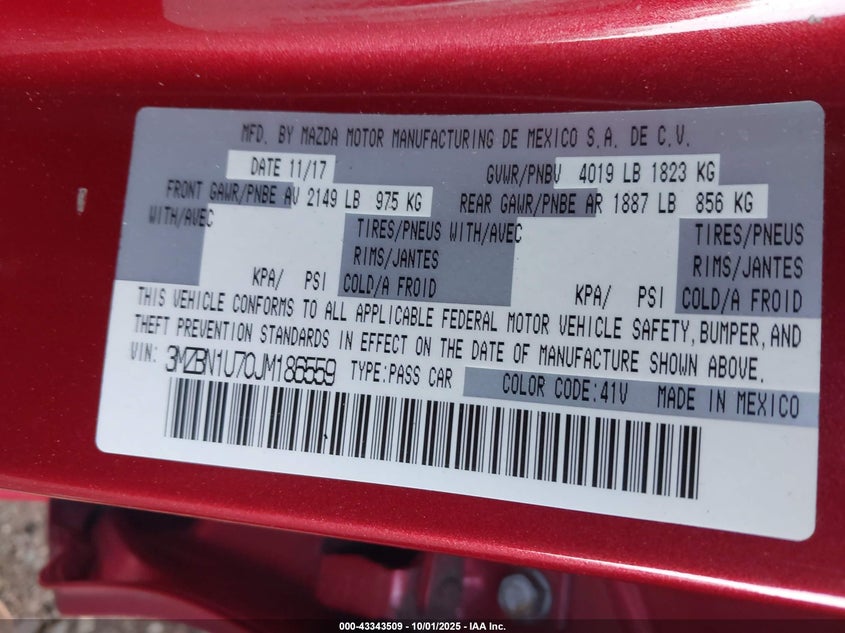 MFD. BY MAZDA MOTOR MANUFACTURING DE MEXICO S.A. DE C.V.
DATE 11/17 GVWR/PNBV 4019 LB 1823 KG
FRONT GAWR/PNBE AV 2149 LB 975 KG REAR GAWR/PNBE AR 1887 LB 856 KG
WITH/AVEC TIRES/PNEUS WITH/AVEC TIRES/PNEUS
RIMS/JANTES RIMS/JANTES
KPA/ PSI COLD/A FROID KPA/ PSI COLD/A FROID
THIS VEHICLE CONFORMS TO ALL APPLICABLE FEDERAL MOTOR VEHICLE SAFETY, BUMPER, AND
THEFT PREVENTION STANDARDS IN EFFECT ON THE DATE OF MANUFACTURE SHOWN ABOVE.
VIN: 3MZBN1U70JM186559 TYPE:PASS CAR COLOR CODE:41V MADE IN MEXICO
000-43343509 - 10/01/2025 - IAA Inc.